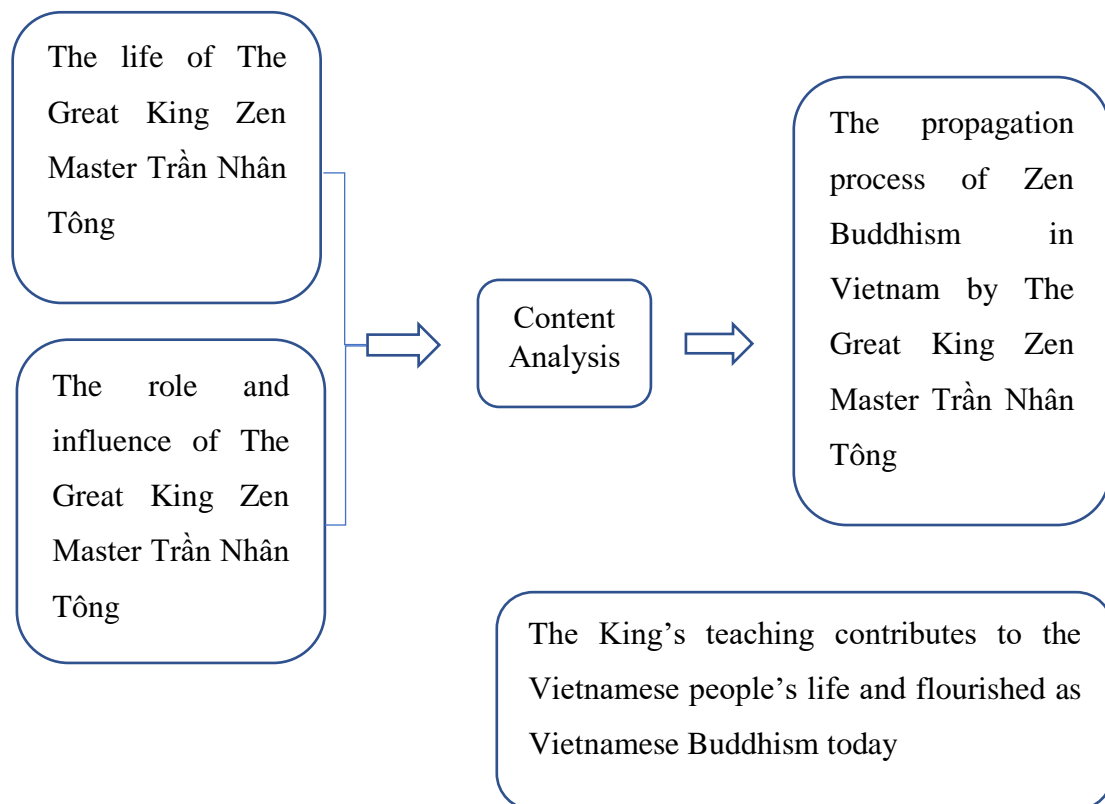 The life of The
Great King Zen
Master Trần Nhân
Tông
The role and
influence of The
Great King Zen
Master Trần Nhân
Tông
Content
Analysis
The propagation
process of Zen
Buddhism in
Vietnam by The
Great King Zen
Master Trần Nhân
Tông
The King’s teaching contributes to the
Vietnamese people’s life and flourished as
Vietnamese Buddhism today